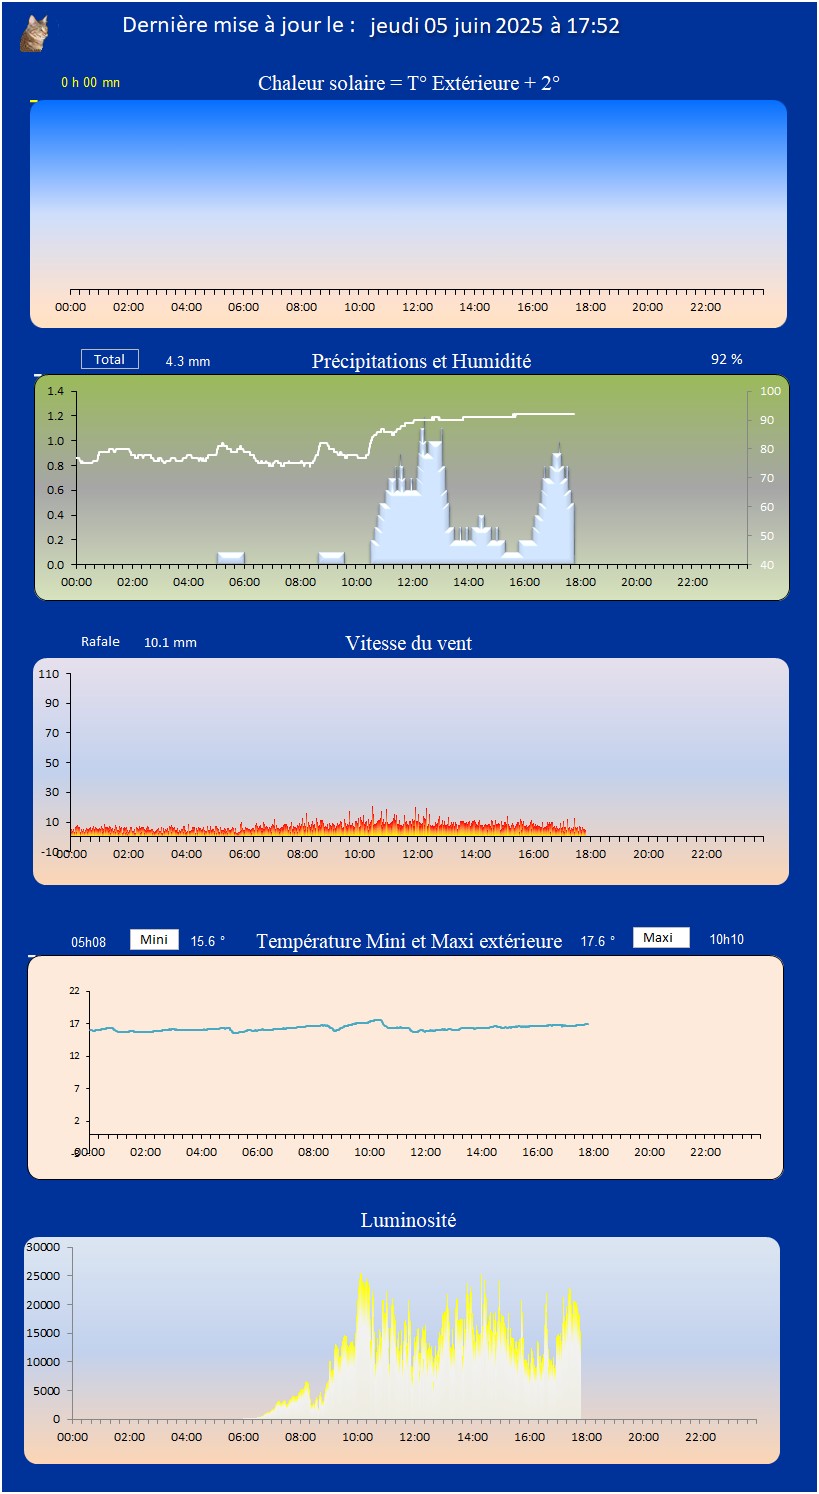 Dernière mise à jour le : jeudi 05 juin 2025 à 17:52
0 h 00 mn Chaleur solaire = T° Extérieure + 2°
00:00 02:00 04:00 06:00 08:00 10:00 12:00 14:00 16:00 18:00 20:00 22:00
Total 4.3 mm Précipitations et Humidité 92 %
1.4 100
1.2 90
1.0 80
0.8 70
0.6 60
0.4 50
0.2
0.0 40
00:00 02:00 04:00 06:00 08:00 10:00 12:00 14:00 16:00 18:00 20:00 22:00
Rafale 10.1 mm Vitesse du vent
110
90
70
50
30
10
-10
00:00 02:00 04:00 06:00 08:00 10:00 12:00 14:00 16:00 18:00 20:00 22:00
05h08 Mini 15.6 ° Température Mini et Maxi extérieure 17.6 ° Maxi 10h10
22
17
12
7
2
00:00 02:00 04:00 06:00 08:00 10:00 12:00 14:00 16:00 18:00 20:00 22:00
Luminosité
30000
25000
20000
15000
10000
5000
0
00:00 02:00 04:00 06:00 08:00 10:00 12:00 14:00 16:00 18:00 20:00 22:00